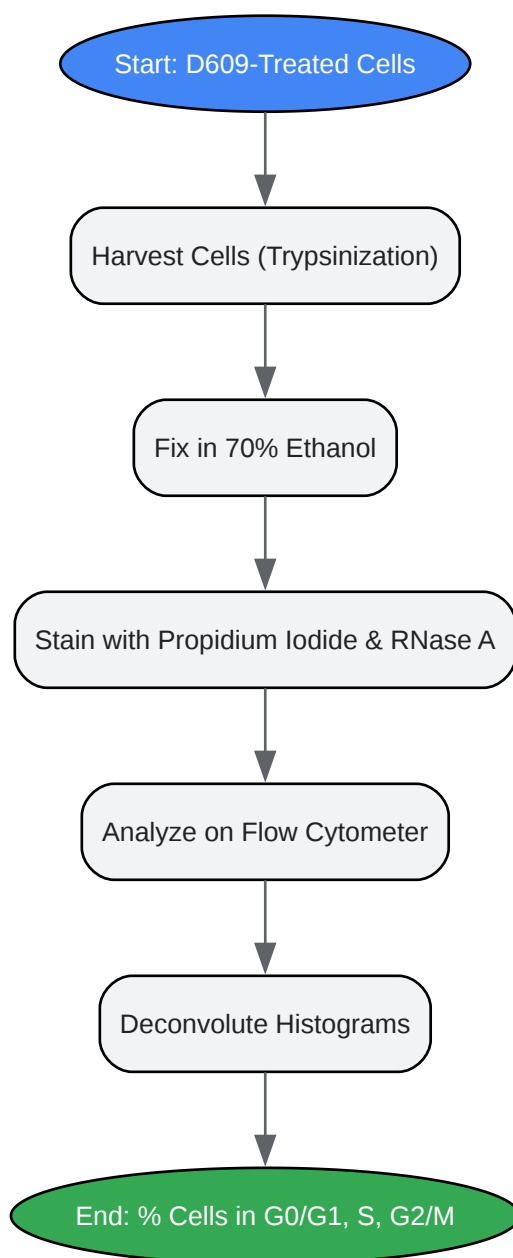 Start: D609-Treated Cells
Harvest Cells (Trypsinization)
Fix in 70% Ethanol
Stain with Propidium Iodide & RNase A
Analyze on Flow Cytometer
Deconvolute Histograms
End: % Cells in G0/G1, S, G2/M